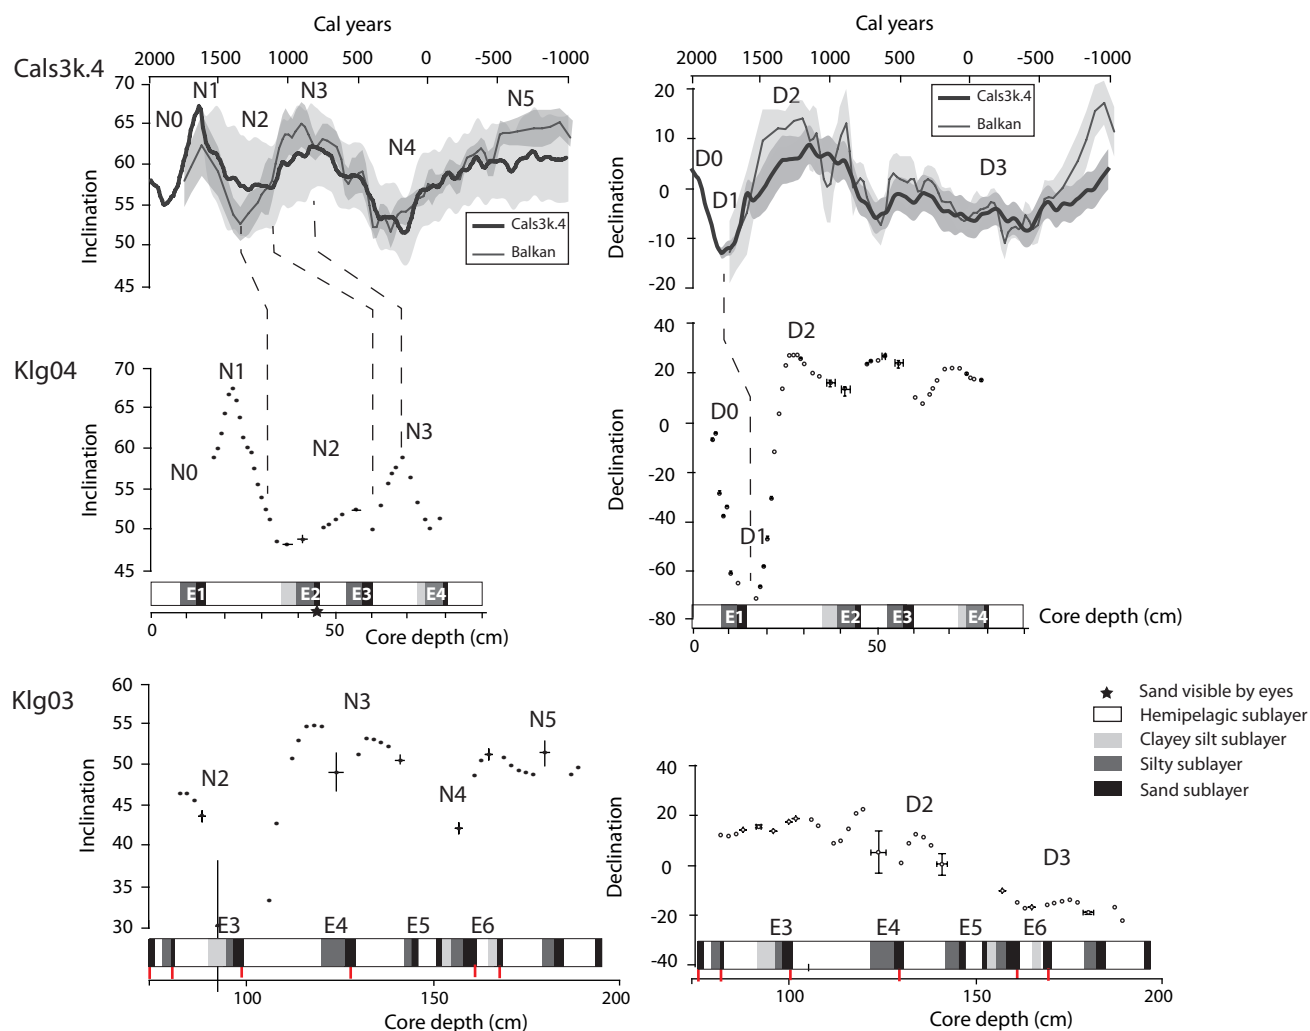 Cal years
2000 1500 1000 500 0 -500 -1000
Cals3k.4
Inclination
70
65
60
55
50
45
N0 N1 N2 N3 N4 N5
Cals3k.4
Balkan
Cal years
2000 1500 1000 500 0 -500 -1000
Declination
20
10
0
-10
-20
D0 D1 D2 D3
Cals3k.4
Balkan
Klg04
Inclination
70
65
60
55
50
45
N0 N1 N2 N3
E1 E2 E3 E4
0 50
Core depth (cm)
Declination
40
20
0
-20
-40
-60
-80
D0 D1 D2
E1 E2 E3 E4
0 50
Core depth (cm)
Klg03
Inclination
60
55
50
45
40
35
30
N2 N3 N4 N5
E3 E4 E5 E6
100 150 200
Core depth (cm)
Sand visible by eyes
Hemipelagic sublayer
Clayey silt sublayer
Silty sublayer
Sand sublayer
Declination
40
20
0
-20
-40
D2 D3
E3 E4 E5 E6
100 150 200
Core depth (cm)